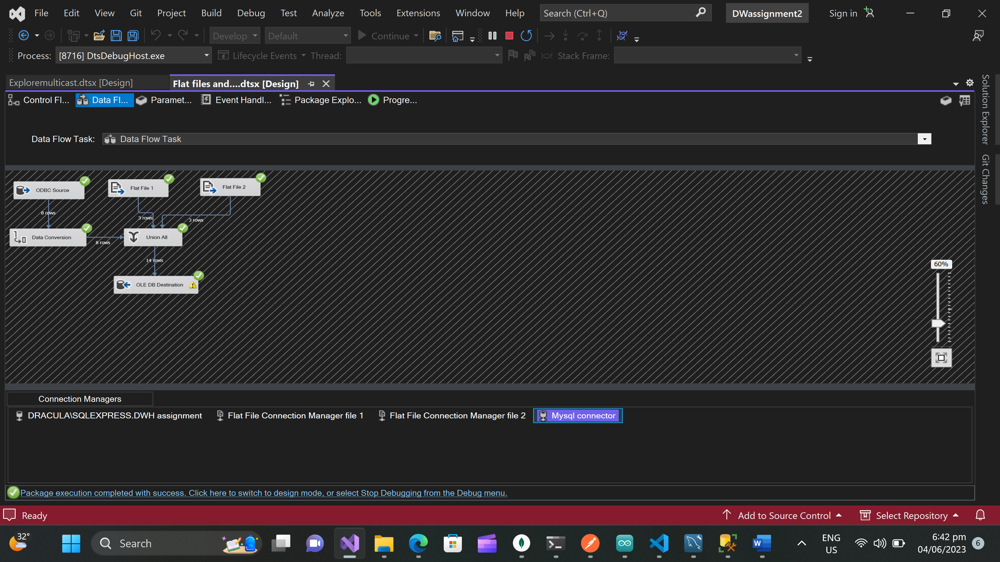 File Edit View Git Project Build Debug Test Analyze Tools Extensions Window Help Search (Ctrl+Q) DWassignment2 Sign in
Develop Default Continue
Process: [8716] DtsDebugHost.exe Lifecycle Events Thread: Stack Frame:
Exploremulticast.dtsx [Design] Flat files and....dtsx [Design]
Control Fl... Data Fl... Paramet... Event Handl... Package Explo... Progre...
Solution Explorer
Git Changes
Data Flow Task: Data Flow Task
ODBC Source Flat File 1 Flat File 2
8 rows 3 rows 3 rows
Data Conversion 8 rows Union All
14 rows
OLE DB Destination
60%
Connection Managers
DRACULA\SQLEXPRESS.DWH assignment Flat File Connection Manager file 1 Flat File Connection Manager file 2 Mysql connector
Package execution completed with success. Click here to switch to design mode, or select Stop Debugging from the Debug menu.
Ready Add to Source Control Select Repository
32° Search ENG 6:42 pm
US 04/06/2023 6